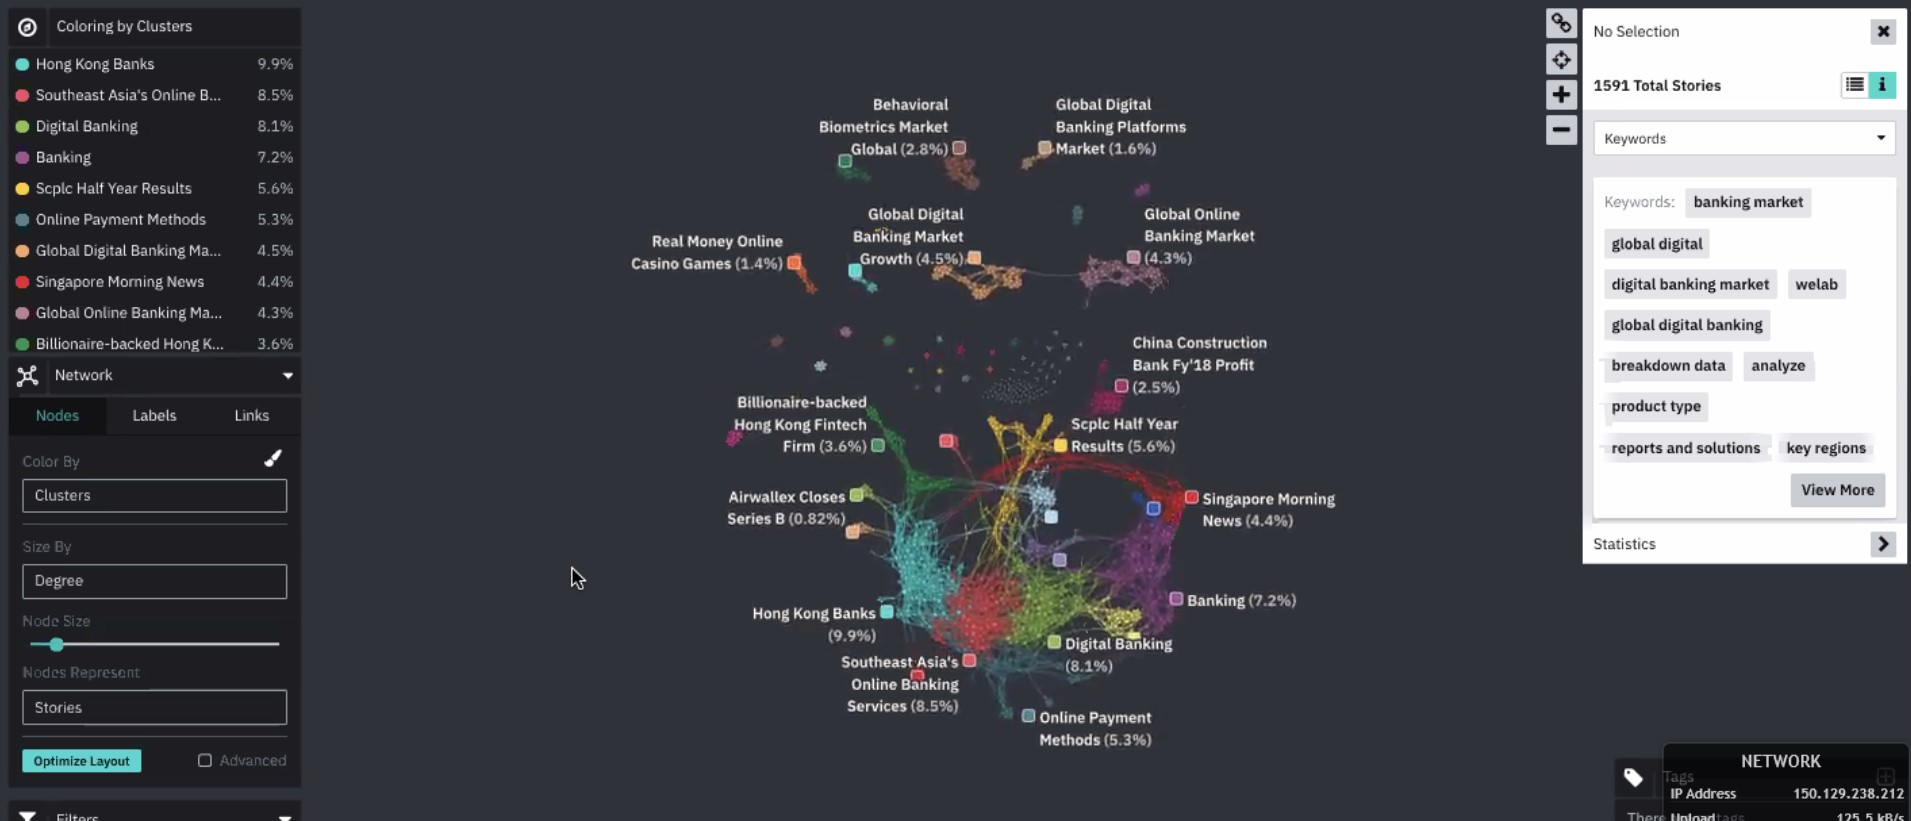 Coloring by Clusters
Hong Kong Banks 9.9%
Southeast Asia's Online B... 8.5%
Digital Banking 8.1%
Banking 7.2%
Scplc Half Year Results 5.6%
Online Payment Methods 5.3%
Global Digital Banking Ma... 4.5%
Singapore Morning News 4.4%
Global Online Banking Ma... 4.3%
Billionaire-backed Hong K... 3.6%
Network
Nodes Labels Links
Color By
Clusters
Size By
Degree
Node Size
Nodes Represent
Stories
Optimize Layout Advanced
Filters
Behavioral
Biometrics Market
Global (2.8%)
Global Digital
Banking Platforms
Market (1.6%)
Real Money Online
Casino Games (1.4%)
Global Digital
Banking Market
Growth (4.5%)
Global Online
Banking Market
(4.3%)
China Construction
Bank Fy'18 Profit
(2.5%)
Billionaire-backed
Hong Kong Fintech
Firm (3.6%)
Scplc Half Year
Results (5.6%)
Airwallex Closes
Series B (0.82%)
Singapore Morning
News (4.4%)
Hong Kong Banks
(9.9%)
Banking (7.2%)
Digital Banking
(8.1%)
Southeast Asia's
Online Banking
Services (8.5%)
Online Payment
Methods (5.3%)
No Selection
1591 Total Stories
Keywords
Keywords: banking market
global digital
digital banking market welab
global digital banking
breakdown data analyze
product type
reports and solutions key regions
View More
Statistics
Tags
There tags
NETWORK
IP Address 150.129.238.212
Upload 125.5 kB/s